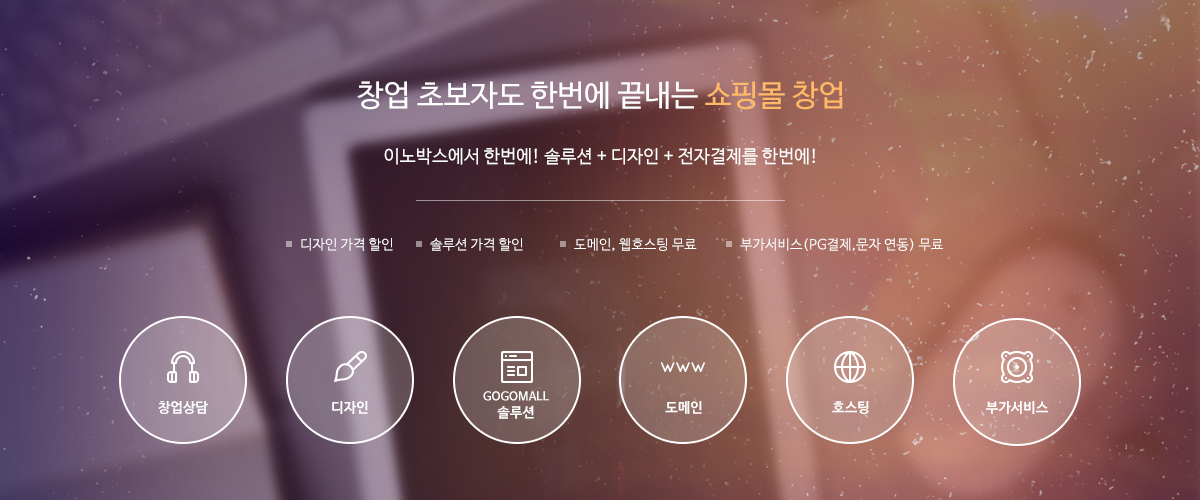 창업 초보자도 한번에 끝내는 쇼핑몰 창업
이노박스에서 한번에! 솔루션 + 디자인 + 전자결제를 한번에!
디자인 가격 할인 솔루션 가격 할인 도메인, 웹호스팅 무료 부가서비스(PG결제,문자 연동) 무료
창업상담
디자인
GOGOMALL
솔루션
www
도메인
호스팅
부가서비스